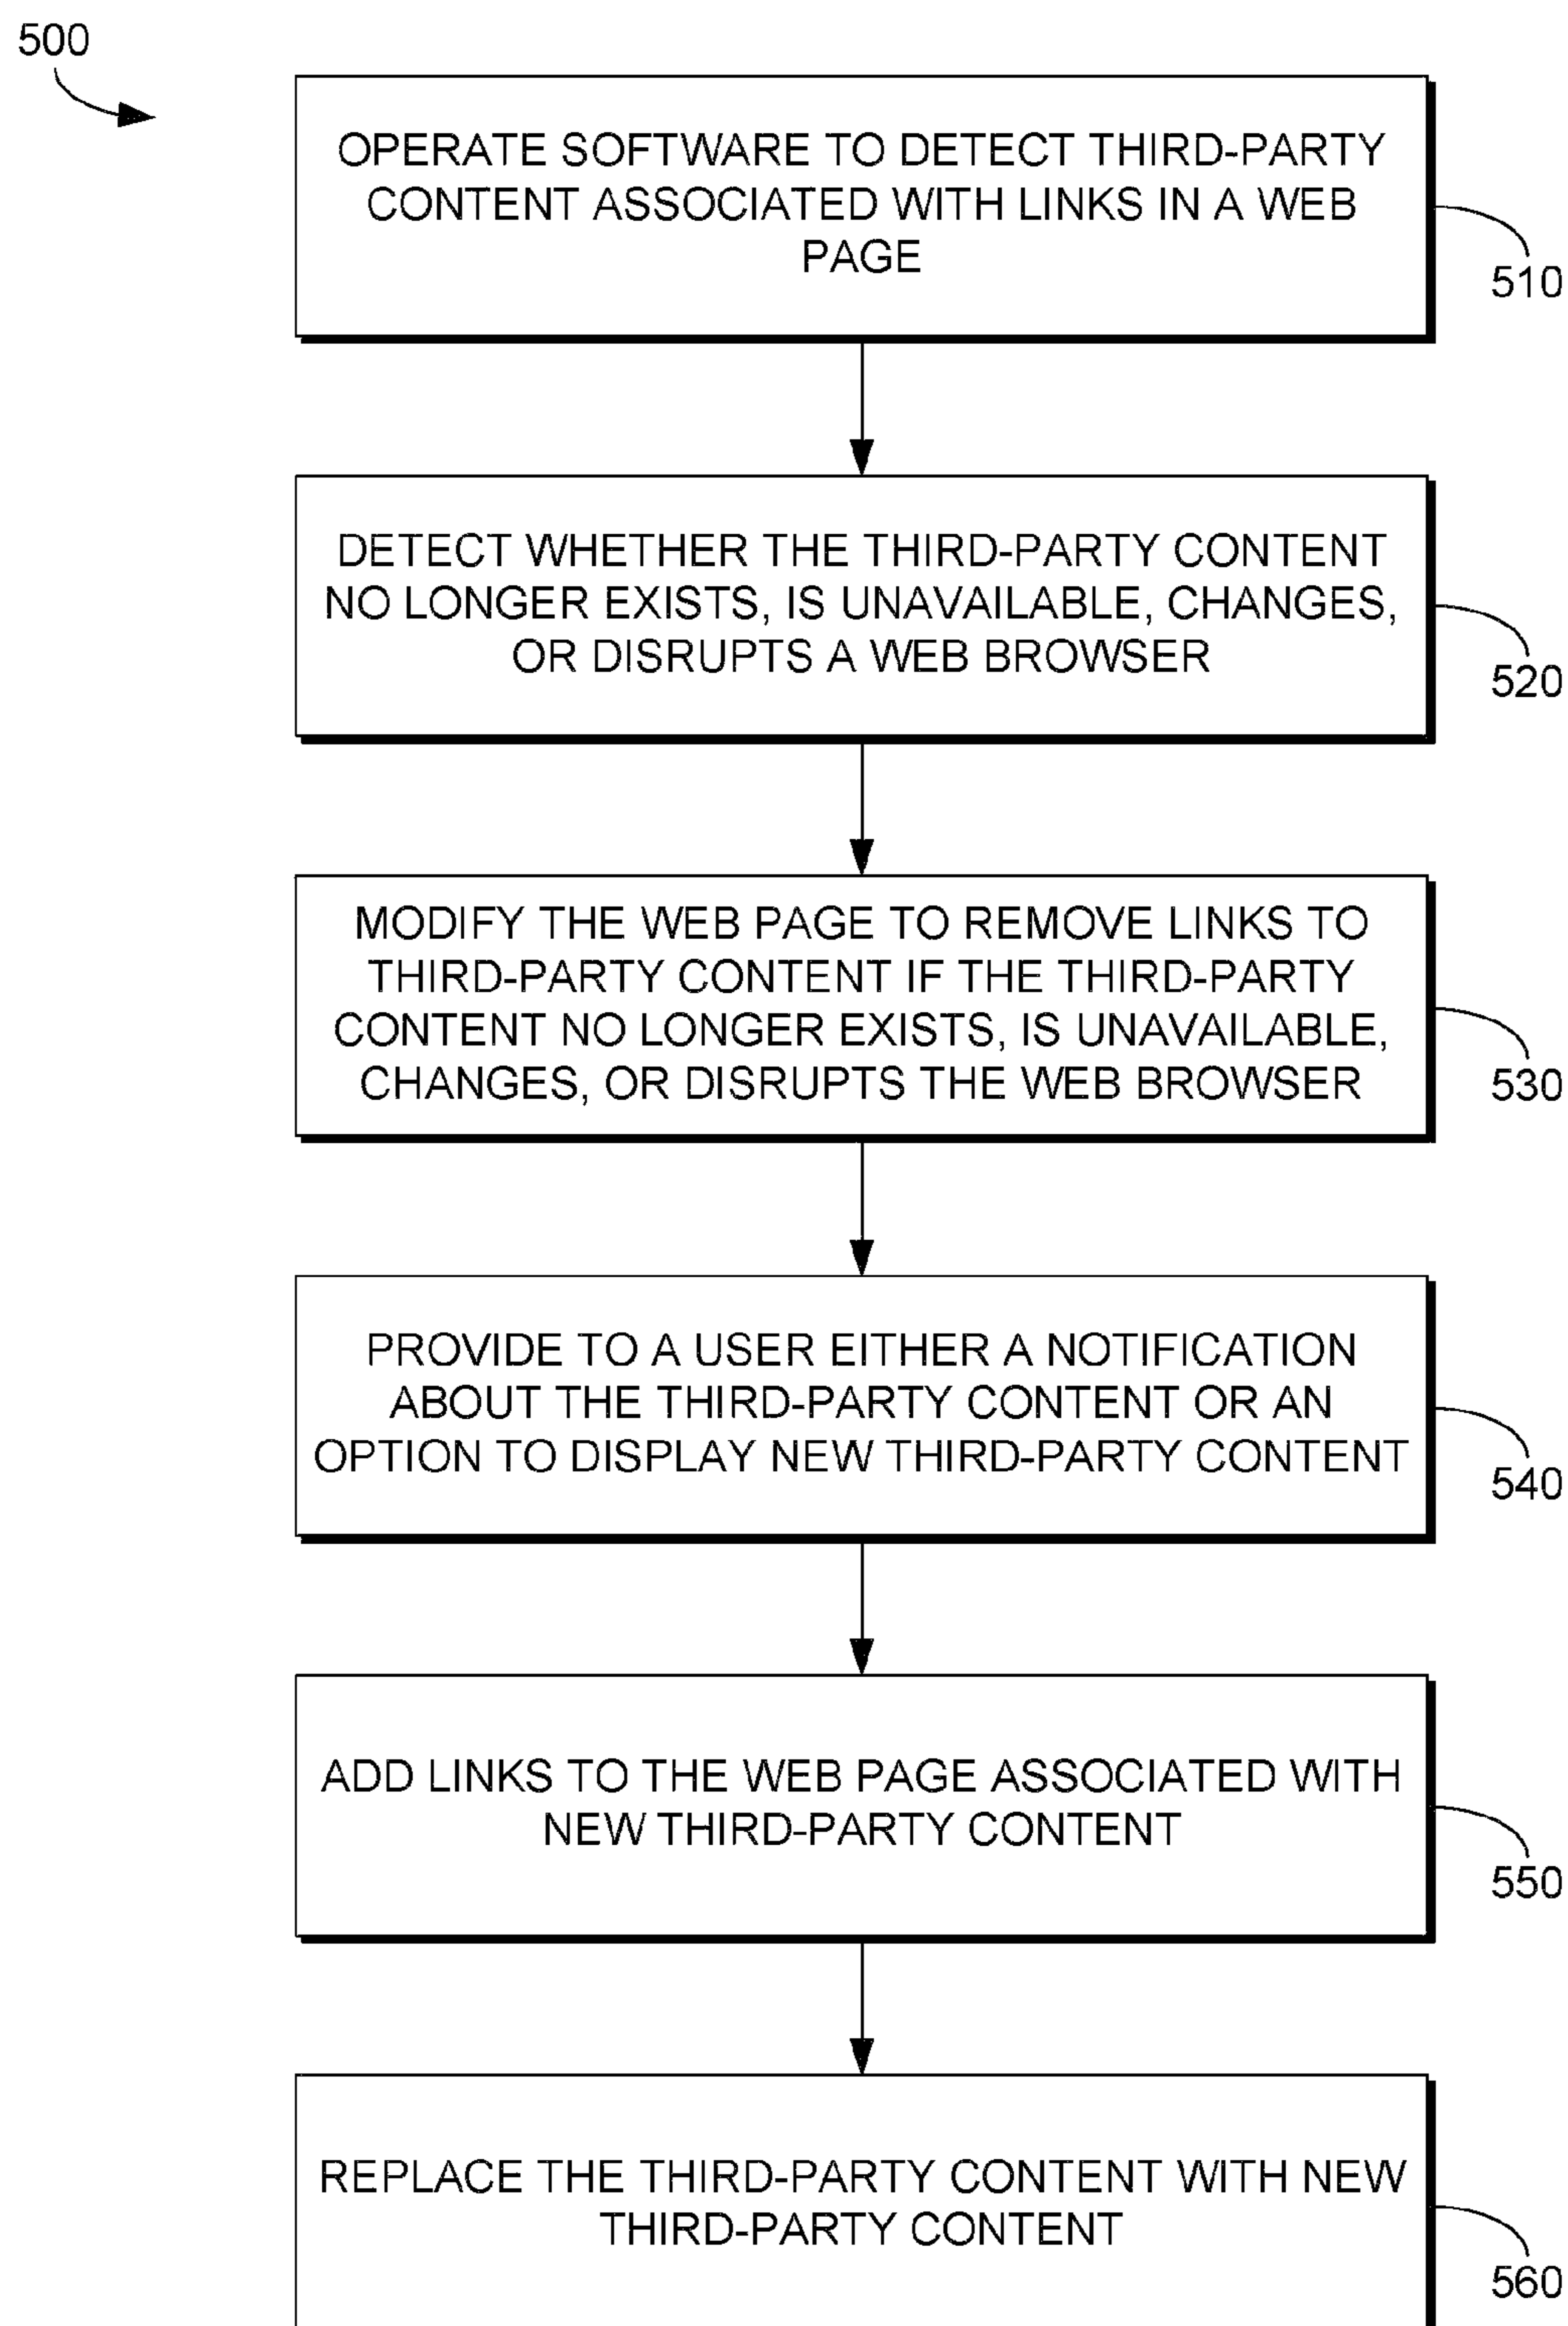 500
OPERATE SOFTWARE TO DETECT THIRD-PARTY
CONTENT ASSOCIATED WITH LINKS IN A WEB
PAGE
510
DETECT WHETHER THE THIRD-PARTY CONTENT
NO LONGER EXISTS, IS UNAVAILABLE, CHANGES,
OR DISRUPTS A WEB BROWSER
520
MODIFY THE WEB PAGE TO REMOVE LINKS TO
THIRD-PARTY CONTENT IF THE THIRD-PARTY
CONTENT NO LONGER EXISTS, IS UNAVAILABLE,
CHANGES, OR DISRUPTS THE WEB BROWSER
530
PROVIDE TO A USER EITHER A NOTIFICATION
ABOUT THE THIRD-PARTY CONTENT OR AN
OPTION TO DISPLAY NEW THIRD-PARTY CONTENT
540
ADD LINKS TO THE WEB PAGE ASSOCIATED WITH
NEW THIRD-PARTY CONTENT
550
REPLACE THE THIRD-PARTY CONTENT WITH NEW
THIRD-PARTY CONTENT
560